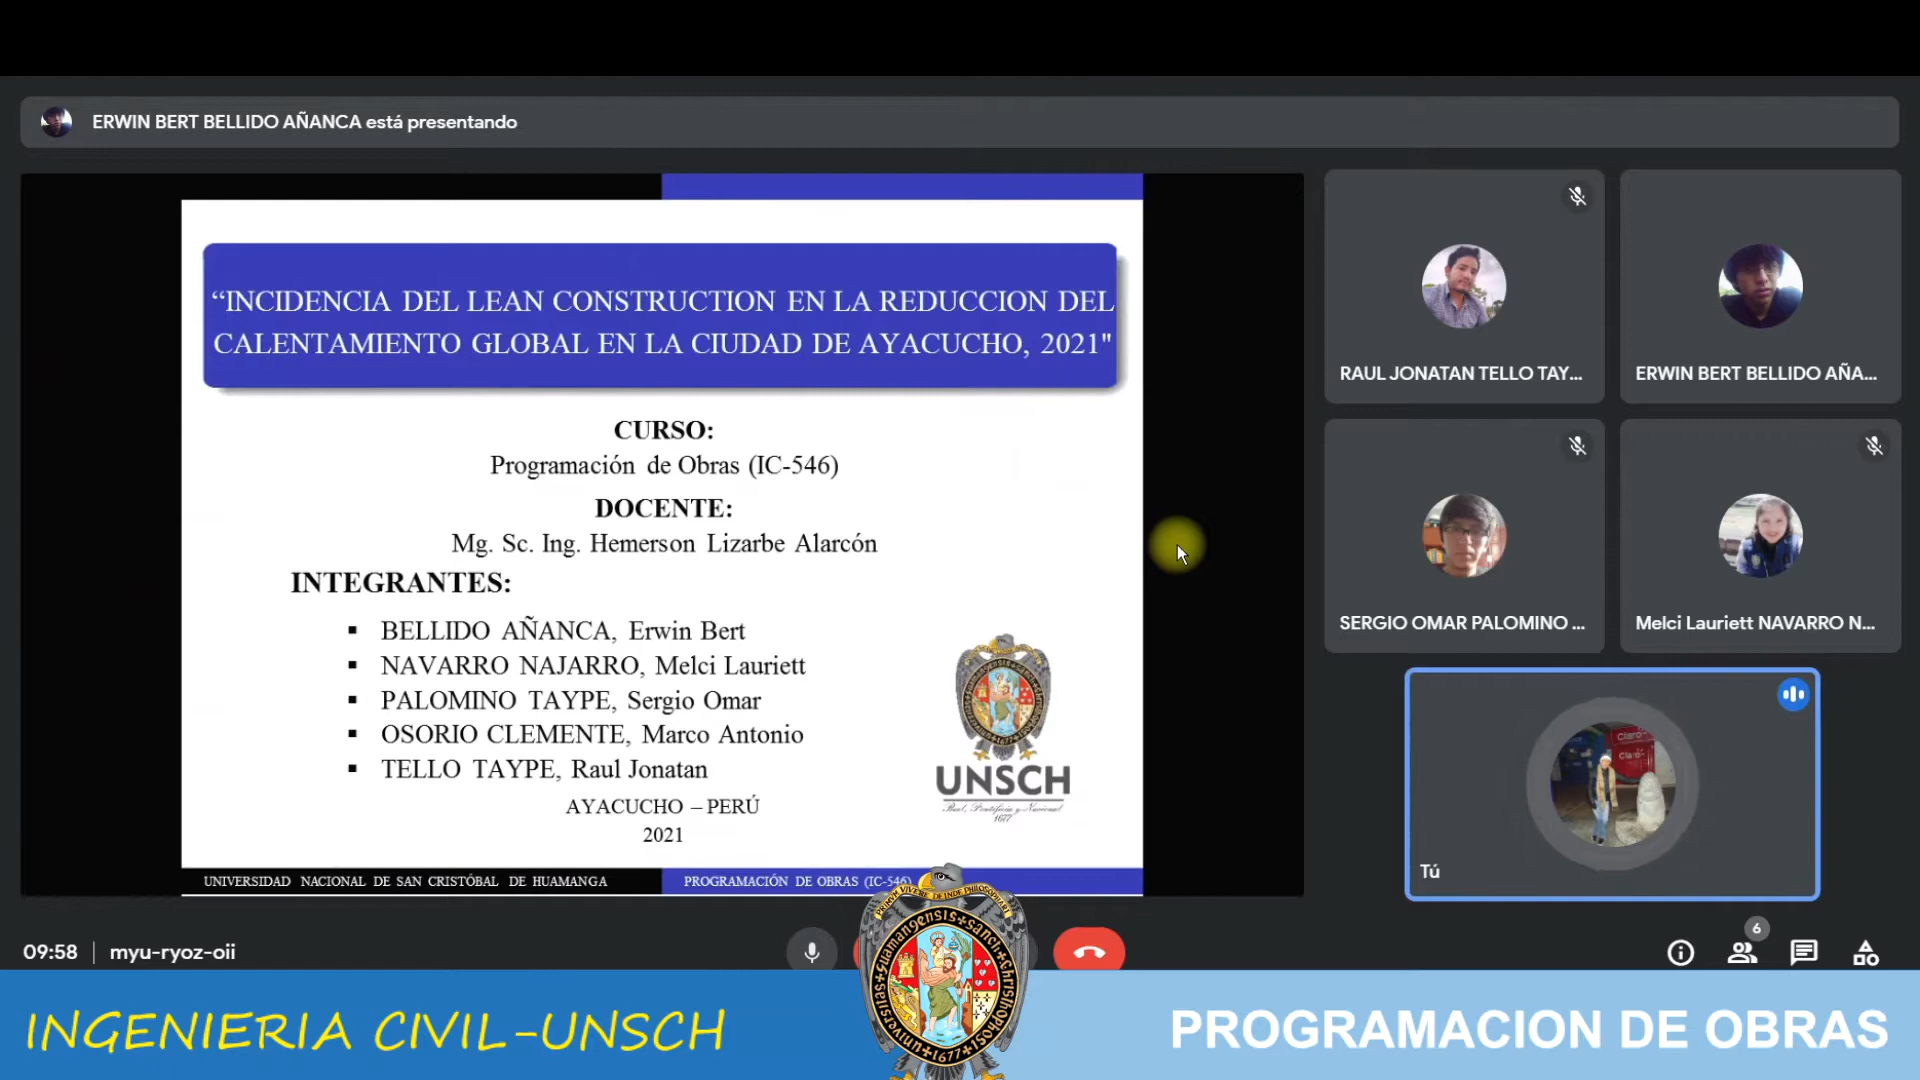 ERWIN BERT BELLIDO AÑANCA está presentando
“INCIDENCIA DEL LEAN CONSTRUCTION EN LA REDUCCION DEL
CALENTAMIENTO GLOBAL EN LA CIUDAD DE AYACUCHO, 2021"
CURSO:
Programación de Obras (IC-546)
DOCENTE:
Mg. Sc. Ing. Hemerson Lizarbe Alarcón
INTEGRANTES:
▪ BELLIDO AÑANCA, Erwin Bert
▪ NAVARRO NAJARRO, Melci Lauriett
▪ PALOMINO TAYPE, Sergio Omar
▪ OSORIO CLEMENTE, Marco Antonio
▪ TELLO TAYPE, Raul Jonatan
AYACUCHO – PERÚ
2021
UNSCH
1677
UNIVERSIDAD NACIONAL DE SAN CRISTÓBAL DE HUAMANGA
PROGRAMACIÓN DE OBRAS (IC-546)
RAUL JONATAN TELLO TAY...
ERWIN BERT BELLIDO AÑA...
SERGIO OMAR PALOMINO ...
Melci Lauriett NAVARRO N...
Claro
Claro
Tú
09:58
myu-ryoz-oii
6
INGENIERIA CIVIL-UNSCH
1677
PROGRAMACION DE OBRAS